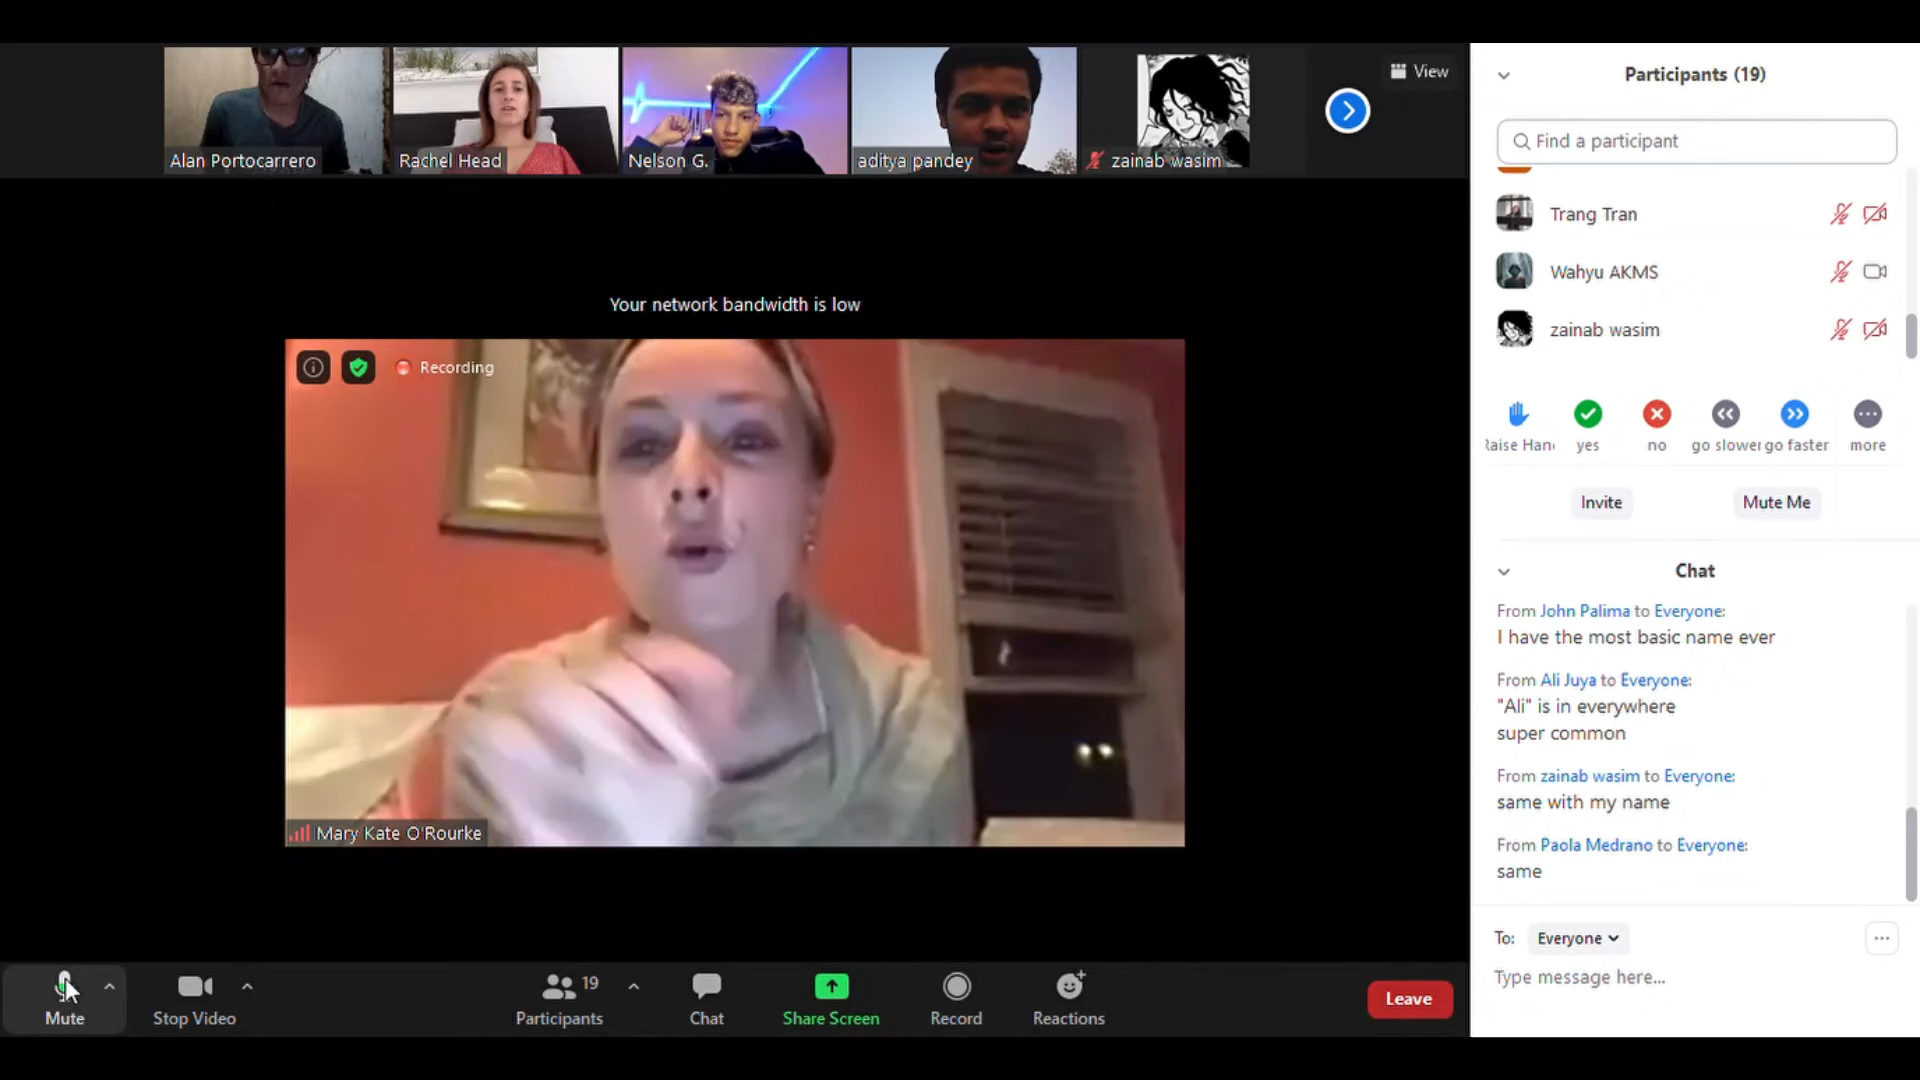 Alan Portocarrero
Rachel Head
Nelson G.
aditya pandey
zainab wasim
View
Your network bandwidth is low
Recording
Mary Kate O'Rourke
Mute
Stop Video
19
Participants
Chat
Share Screen
Record
Reactions
Leave
Participants (19)
Find a participant
Trang Tran
Wahyu AKMS
zainab wasim
Raise Han
yes
no
go slower
go faster
more
Invite
Mute Me
Chat
From John Palima to Everyone:
I have the most basic name ever
From Ali Juya to Everyone:
"Ali" is in everywhere
super common
From zainab wasim to Everyone:
same with my name
From Paola Medrano to Everyone:
same
To: Everyone
Type message here...